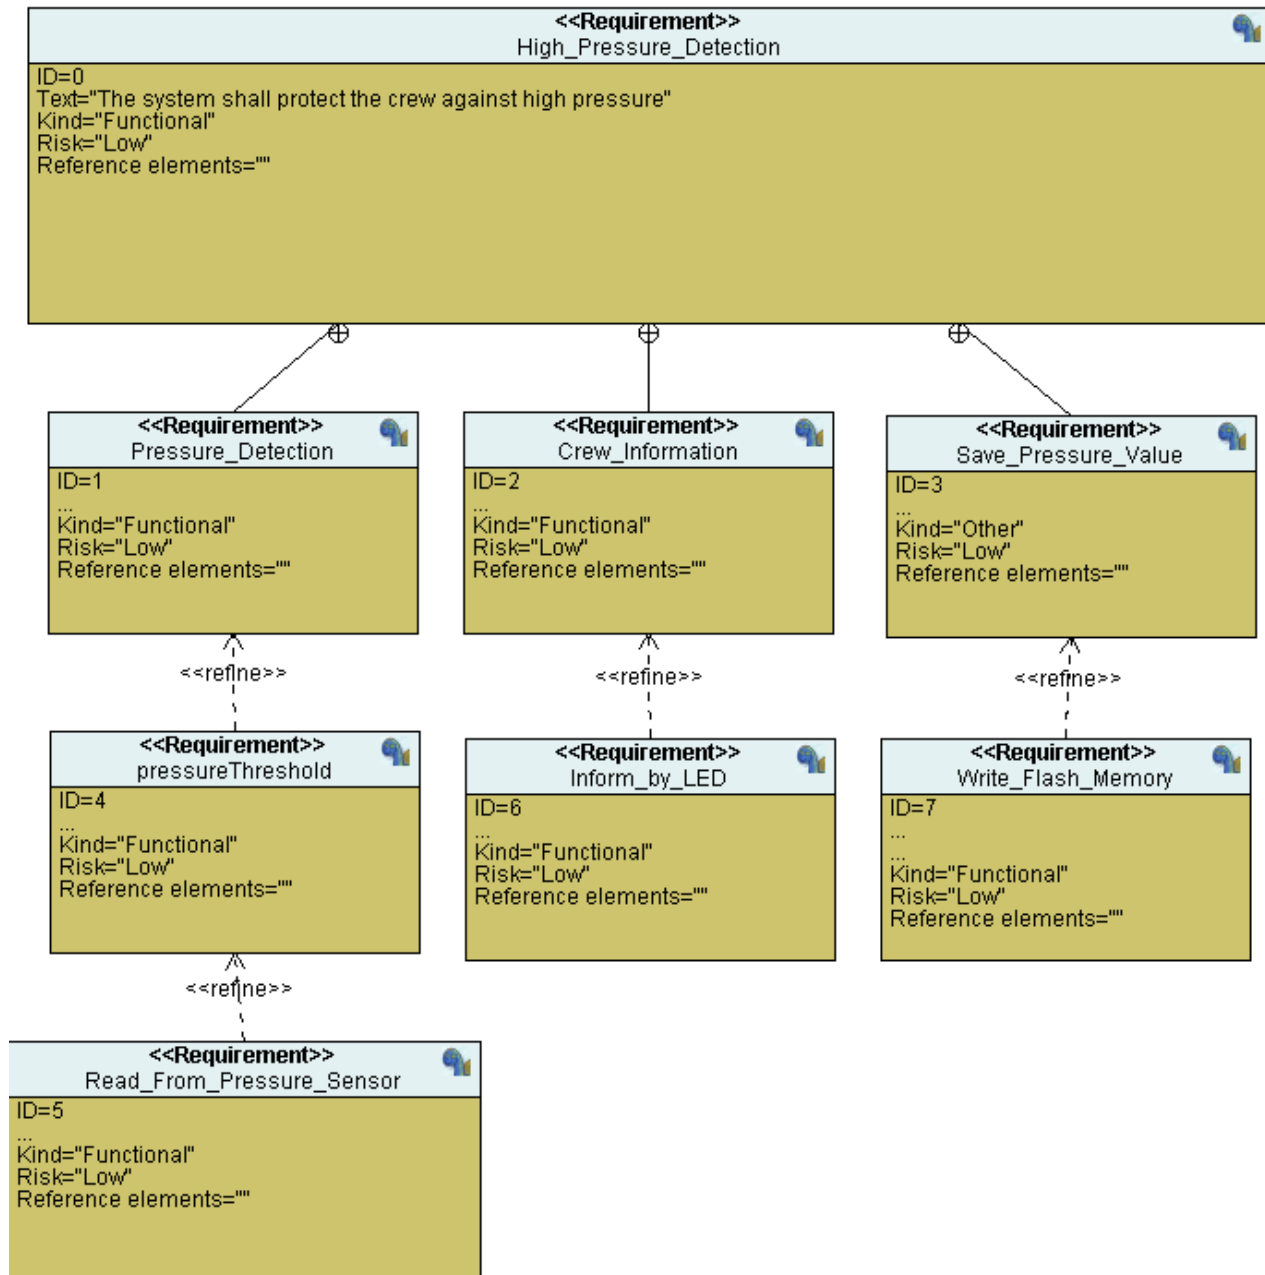 <<Requirement>>
High_Pressure_Detection
ID=0
Text="The system shall protect the crew against high pressure"
Kind="Functional"
Risk="Low"
Reference elements=""
<<Requirement>>
Pressure_Detection
ID=1
...
Kind="Functional"
Risk="Low"
Reference elements=""
<<Requirement>>
Crew_Information
ID=2
...
Kind="Functional"
Risk="Low"
Reference elements=""
<<Requirement>>
Save_Pressure_Value
ID=3
...
Kind="Other"
Risk="Low"
Reference elements=""
<<refine>>
<<refine>>
<<refine>>
<<Requirement>>
pressureThreshold
ID=4
...
Kind="Functional"
Risk="Low"
Reference elements=""
<<Requirement>>
Inform_by_LED
ID=6
...
Kind="Functional"
Risk="Low"
Reference elements=""
<<Requirement>>
Write_Flash_Memory
ID=7
...
...
Kind="Functional"
Risk="Low"
Reference elements=""
<<refine>>
<<Requirement>>
Read_From_Pressure_Sensor
ID=5
...
Kind="Functional"
Risk="Low"
Reference elements=""